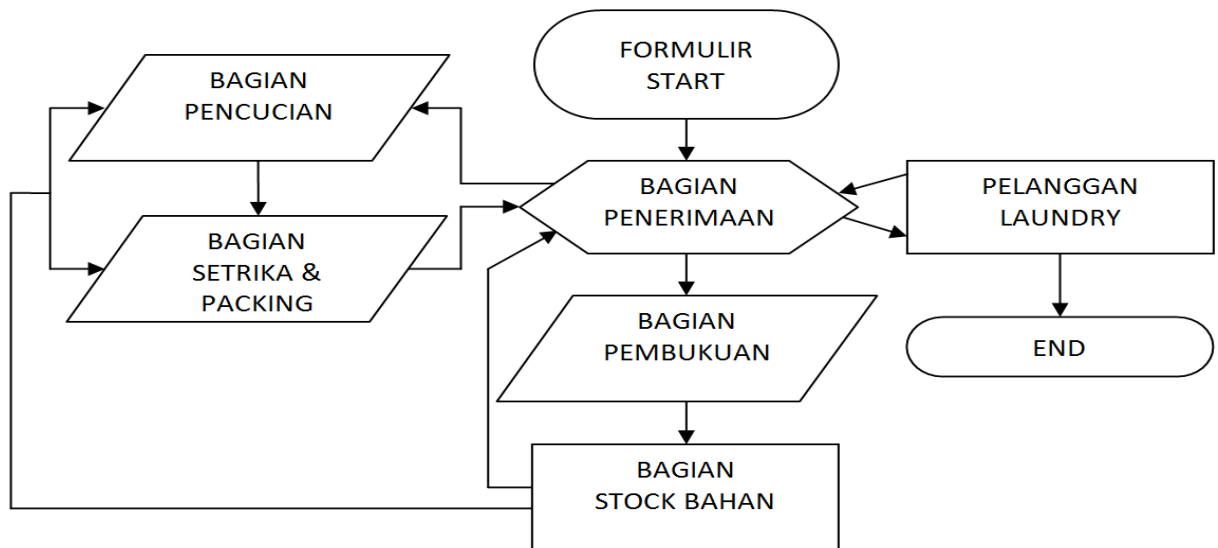 FORMULIR
START
BAGIAN
PENCUCIAN
BAGIAN
PENERIMAAN
PELANGGAN
LAUNDRY
BAGIAN
SETRIKA &
PACKING
BAGIAN
PEMBUKUAN
END
BAGIAN
STOCK BAHAN